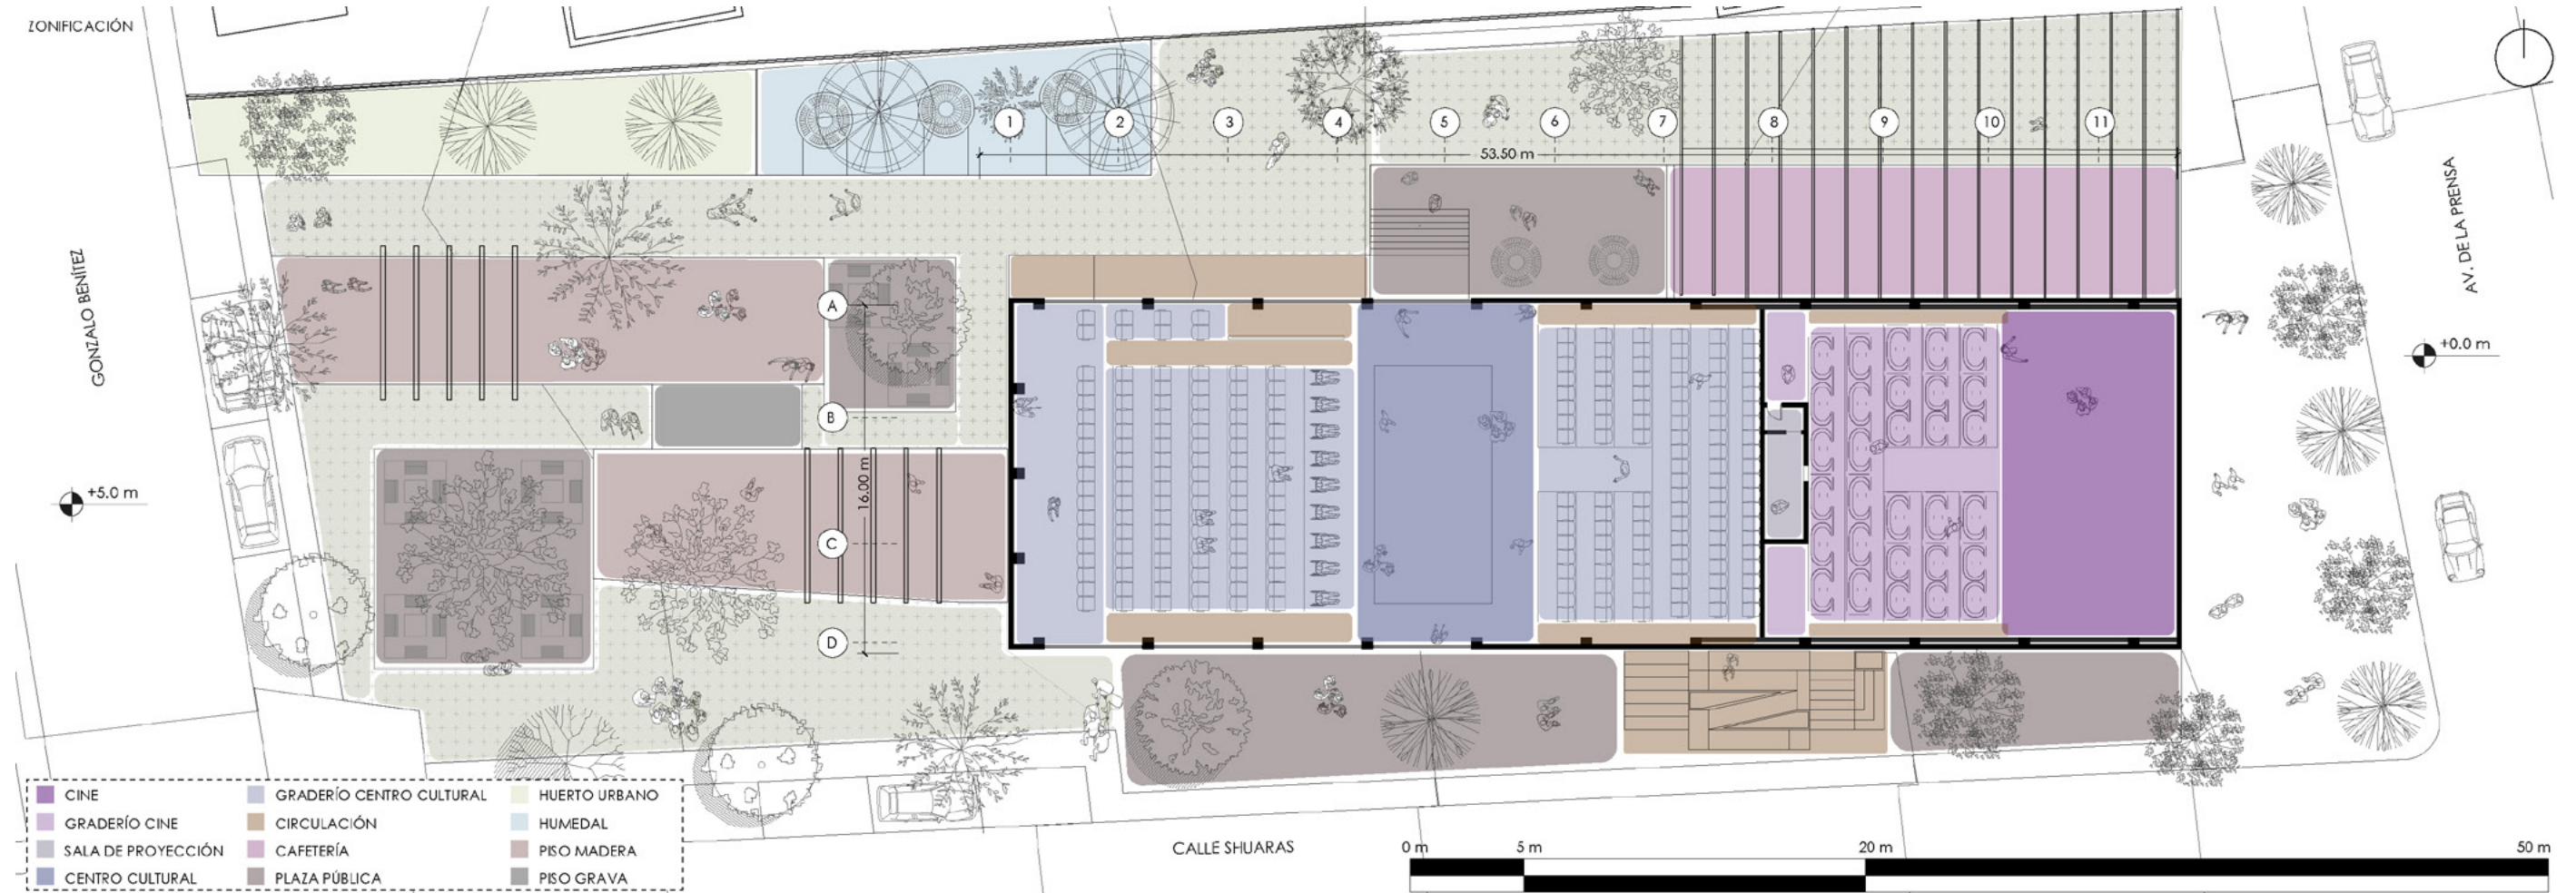 ZONIFICACIÓN
1
2
3
4
5
6
7
8
9
10
11
53.50 m
GONZALO BENÍTEZ
AV. DE LA PRENSA
A
B
C
D
16.00 m
+5.0 m
+0.0 m
CALLE SHUARAS
0 m
5 m
20 m
50 m
CINE
GRADERÍO CINE
SALA DE PROYECCIÓN
CENTRO CULTURAL
GRADERÍO CENTRO CULTURAL
CIRCULACIÓN
CAFETERÍA
PLAZA PÚBLICA
HUERTO URBANO
HUMEDAL
PISO MADERA
PISO GRAVA